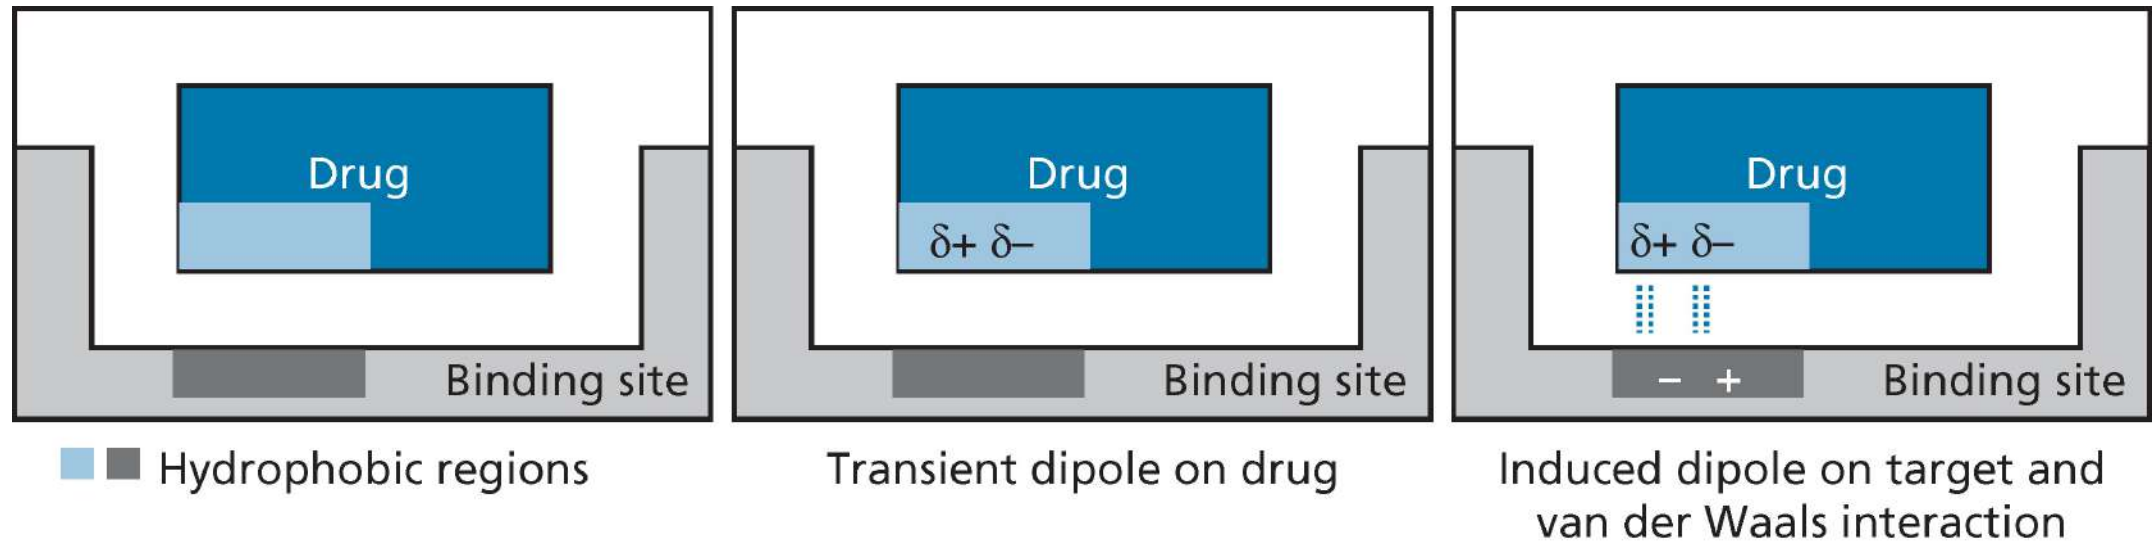 Drug
Binding site
Hydrophobic regions
Drug
δ+ δ−
Binding site
Transient dipole on drug
Drug
δ+ δ−
− +
Binding site
Induced dipole on target and
van der Waals interaction